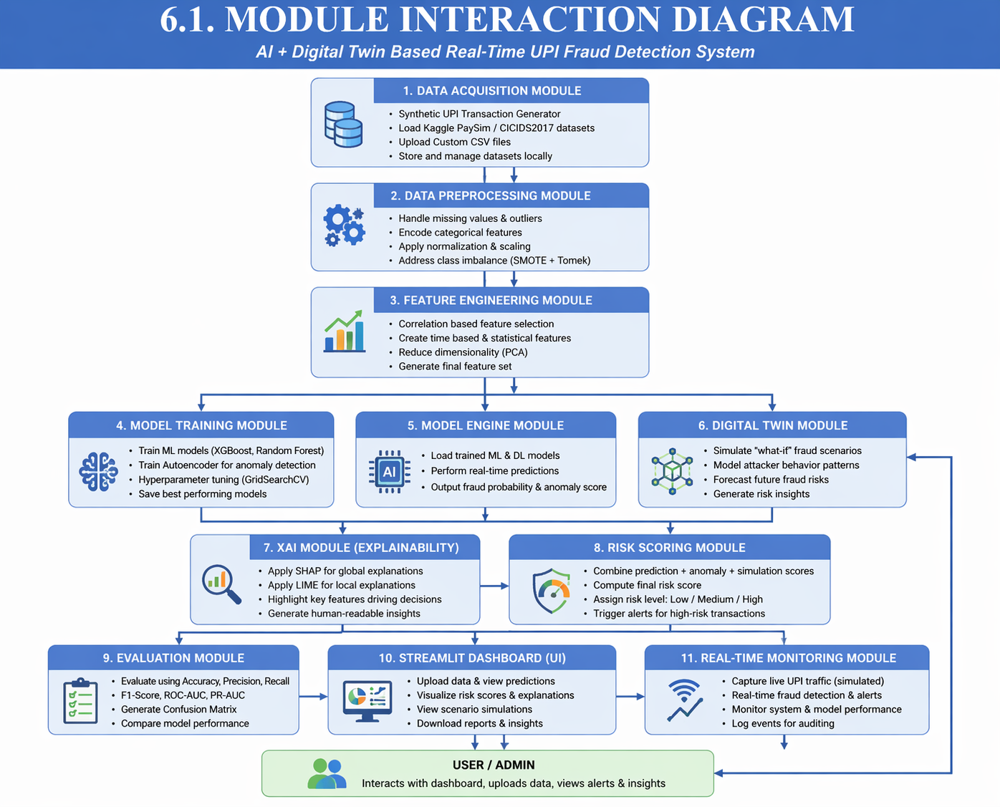 6.1. MODULE INTERACTION DIAGRAM
AI + Digital Twin Based Real-Time UPI Fraud Detection System
1. DATA ACQUISITION MODULE
• Synthetic UPI Transaction Generator
• Load Kaggle PaySim / CICIDS2017 datasets
• Upload Custom CSV files
• Store and manage datasets locally
2. DATA PREPROCESSING MODULE
• Handle missing values & outliers
• Encode categorical features
• Apply normalization & scaling
• Address class imbalance (SMOTE + Tomek)
3. FEATURE ENGINEERING MODULE
• Correlation based feature selection
• Create time based & statistical features
• Reduce dimensionality (PCA)
• Generate final feature set
4. MODEL TRAINING MODULE
• Train ML models (XGBoost, Random Forest)
• Train Autoencoder for anomaly detection
• Hyperparameter tuning (GridSearchCV)
• Save best performing models
5. MODEL ENGINE MODULE
AI
• Load trained ML & DL models
• Perform real-time predictions
• Output fraud probability & anomaly score
6. DIGITAL TWIN MODULE
• Simulate "what-if" fraud scenarios
• Model attacker behavior patterns
• Forecast future fraud risks
• Generate risk insights
7. XAI MODULE (EXPLAINABILITY)
• Apply SHAP for global explanations
• Apply LIME for local explanations
• Highlight key features driving decisions
• Generate human-readable insights
8. RISK SCORING MODULE
• Combine prediction + anomaly + simulation scores
• Compute final risk score
• Assign risk level: Low / Medium / High
• Trigger alerts for high-risk transactions
9. EVALUATION MODULE
• Evaluate using Accuracy, Precision, Recall
• F1-Score, ROC-AUC, PR-AUC
• Generate Confusion Matrix
• Compare model performance
10. STREAMLIT DASHBOARD (UI)
• Upload data & view predictions
• Visualize risk scores & explanations
• View scenario simulations
• Download reports & insights
11. REAL-TIME MONITORING MODULE
• Capture live UPI traffic (simulated)
• Real-time fraud detection & alerts
• Monitor system & model performance
• Log events for auditing
USER / ADMIN
Interacts with dashboard, uploads data, views alerts & insights